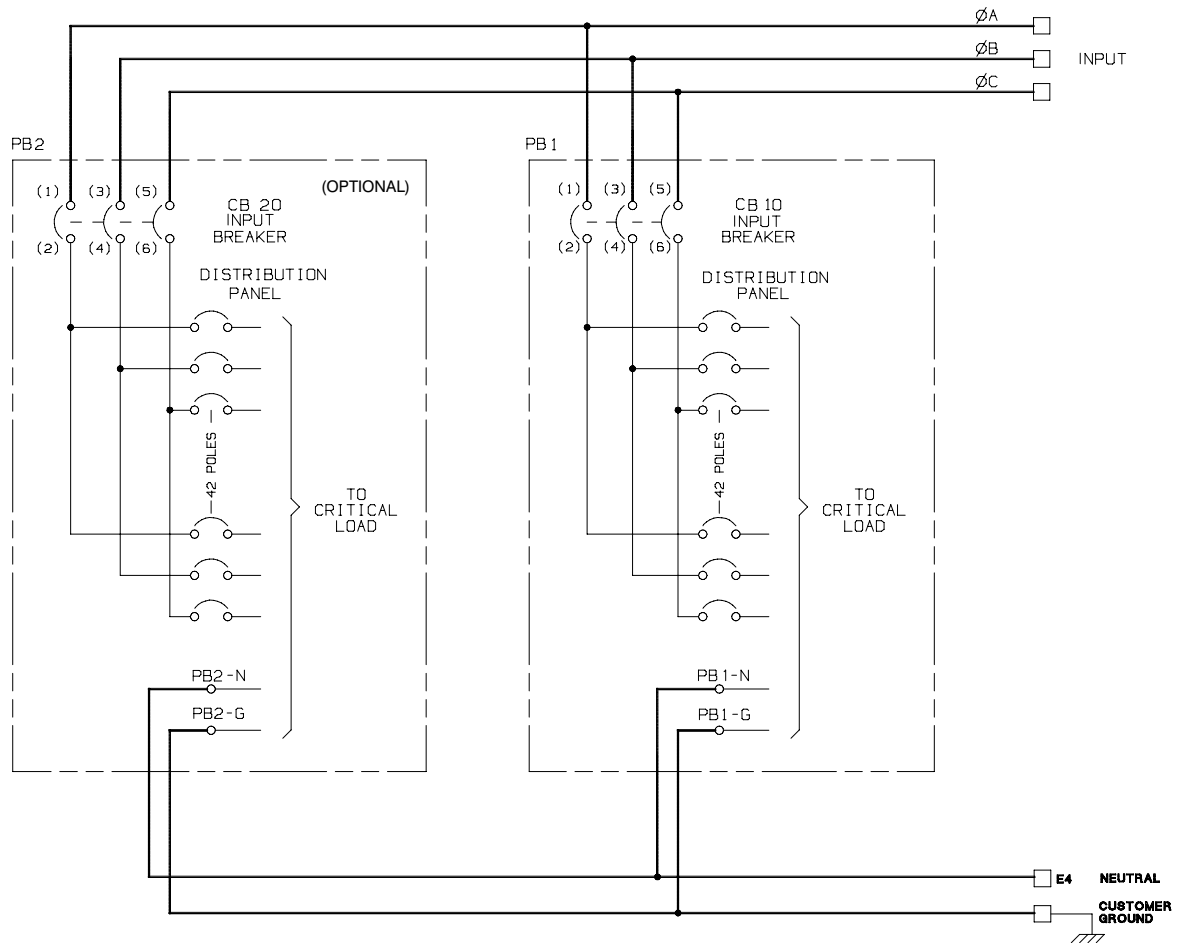 ØA
ØB
INPUT
ØC
PB2
(OPTIONAL)
(1) (3) (5)
CB 20
INPUT
BREAKER
(2) (4) (6)
DISTRIBUTION
PANEL
42 POLES
TO
CRITICAL
LOAD
PB2-N
PB2-G
PB1
(1) (3) (5)
CB 10
INPUT
BREAKER
(2) (4) (6)
DISTRIBUTION
PANEL
42 POLES
TO
CRITICAL
LOAD
PB1-N
PB1-G
E4 NEUTRAL
CUSTOMER
GROUND